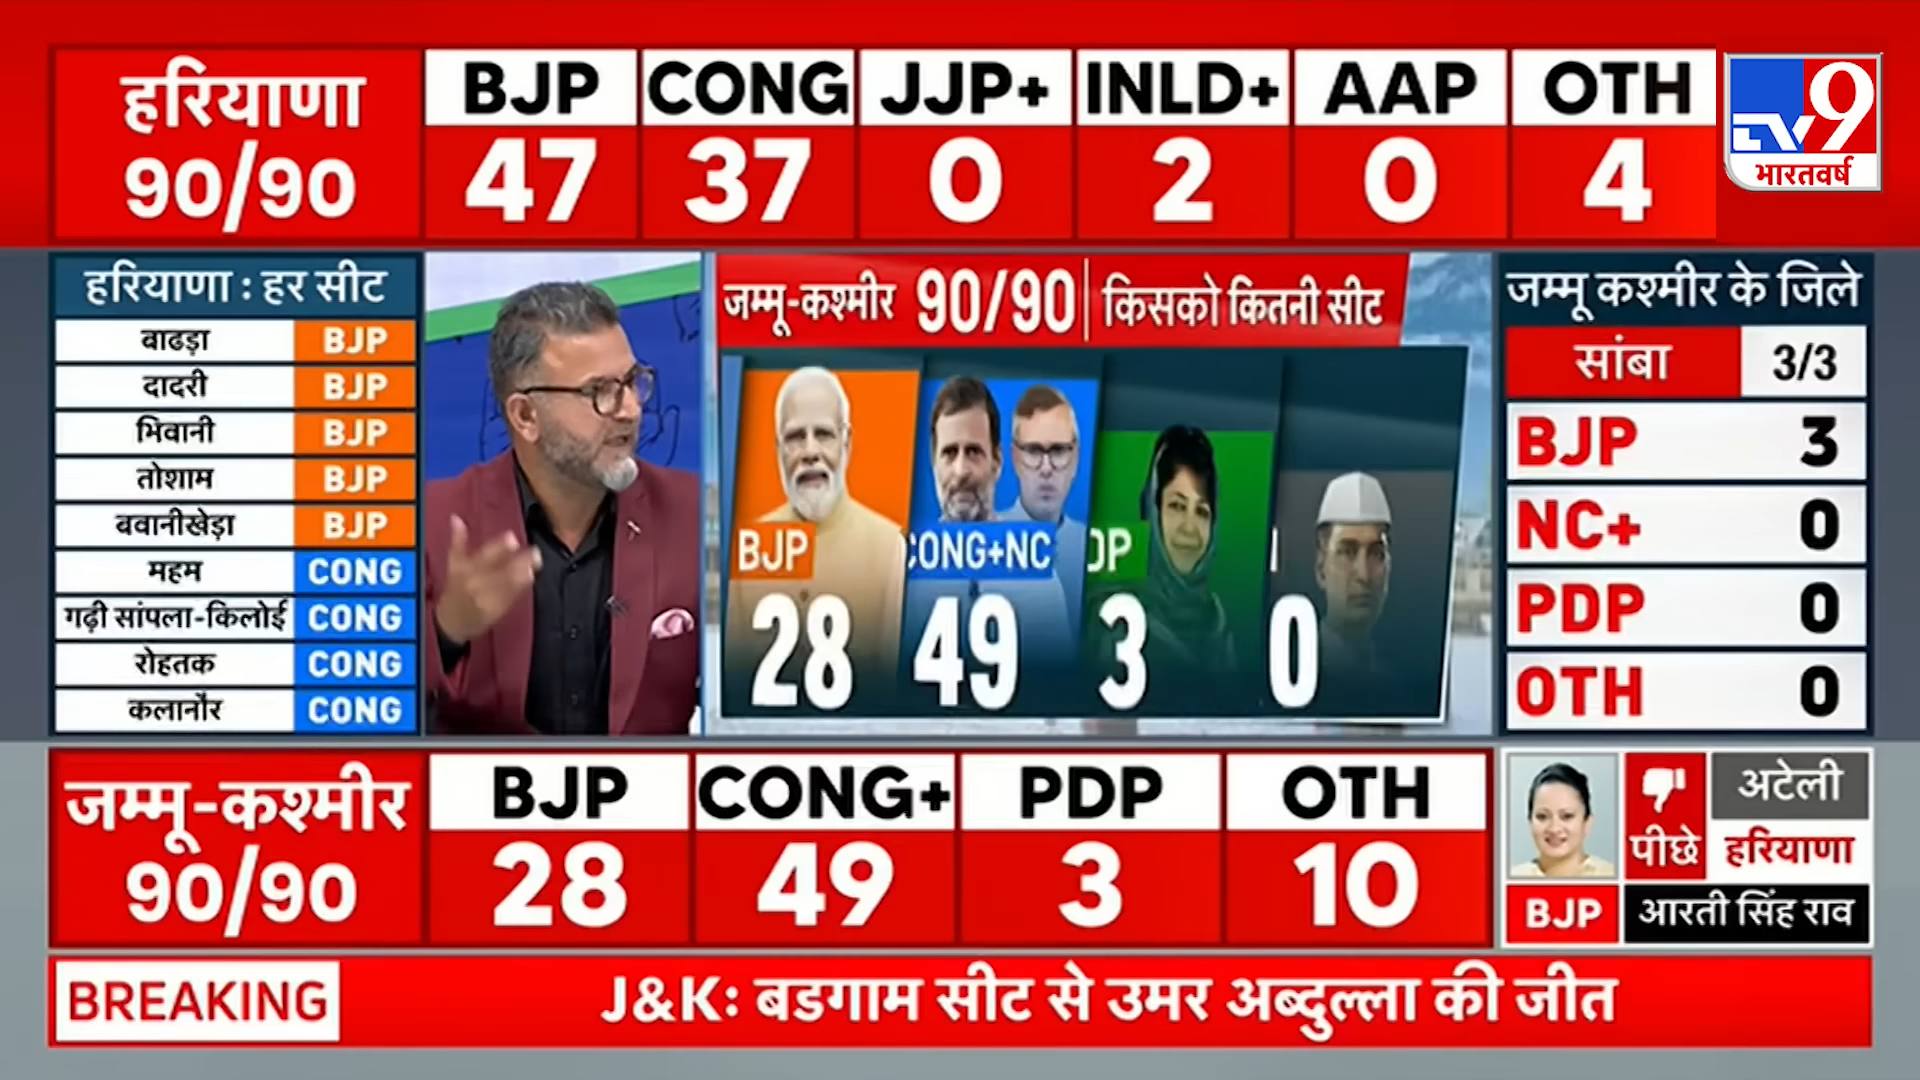 हरियाणा
90/90
BJP CONG JJP+ INLD+ AAP OTH
47 37 0 2 0 4
TV9
भारतवर्ष
हरियाणा : हर सीट
बाढड़ा BJP
दादरी BJP
भिवानी BJP
तोशाम BJP
बवानीखेड़ा BJP
महम CONG
गढ़ी सांपला-किलोई CONG
रोहतक CONG
कलानौर CONG
जम्मू-कश्मीर 90/90 किसको कितनी सीट
BJP CONG+NC DP
28 49 3 0
जम्मू कश्मीर के जिले
सांबा 3/3
BJP 3
NC+ 0
PDP 0
OTH 0
जम्मू-कश्मीर
90/90
BJP CONG+ PDP OTH
28 49 3 10
अटेली
पीछे हरियाणा
BJP आरती सिंह राव
BREAKING J&K: बडगाम सीट से उमर अब्दुल्ला की जीत